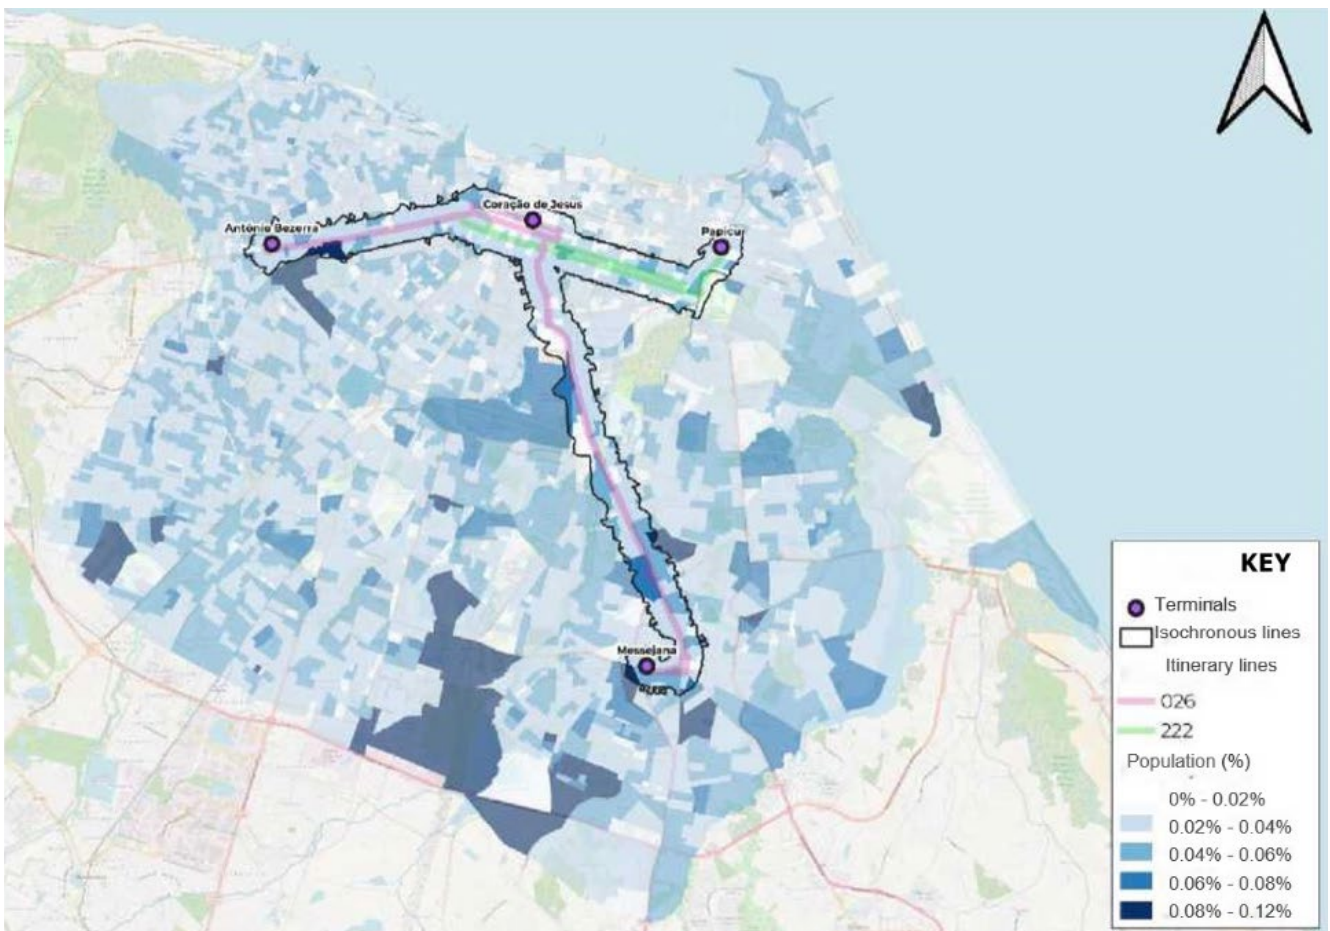 Coração de Jesus
Antônio Bezerra
Papicu
Messejana
KEY
Terminals
Isochronous lines
Itinerary lines
026
222
Population (%)
0% - 0.02%
0.02% - 0.04%
0.04% - 0.06%
0.06% - 0.08%
0.08% - 0.12%